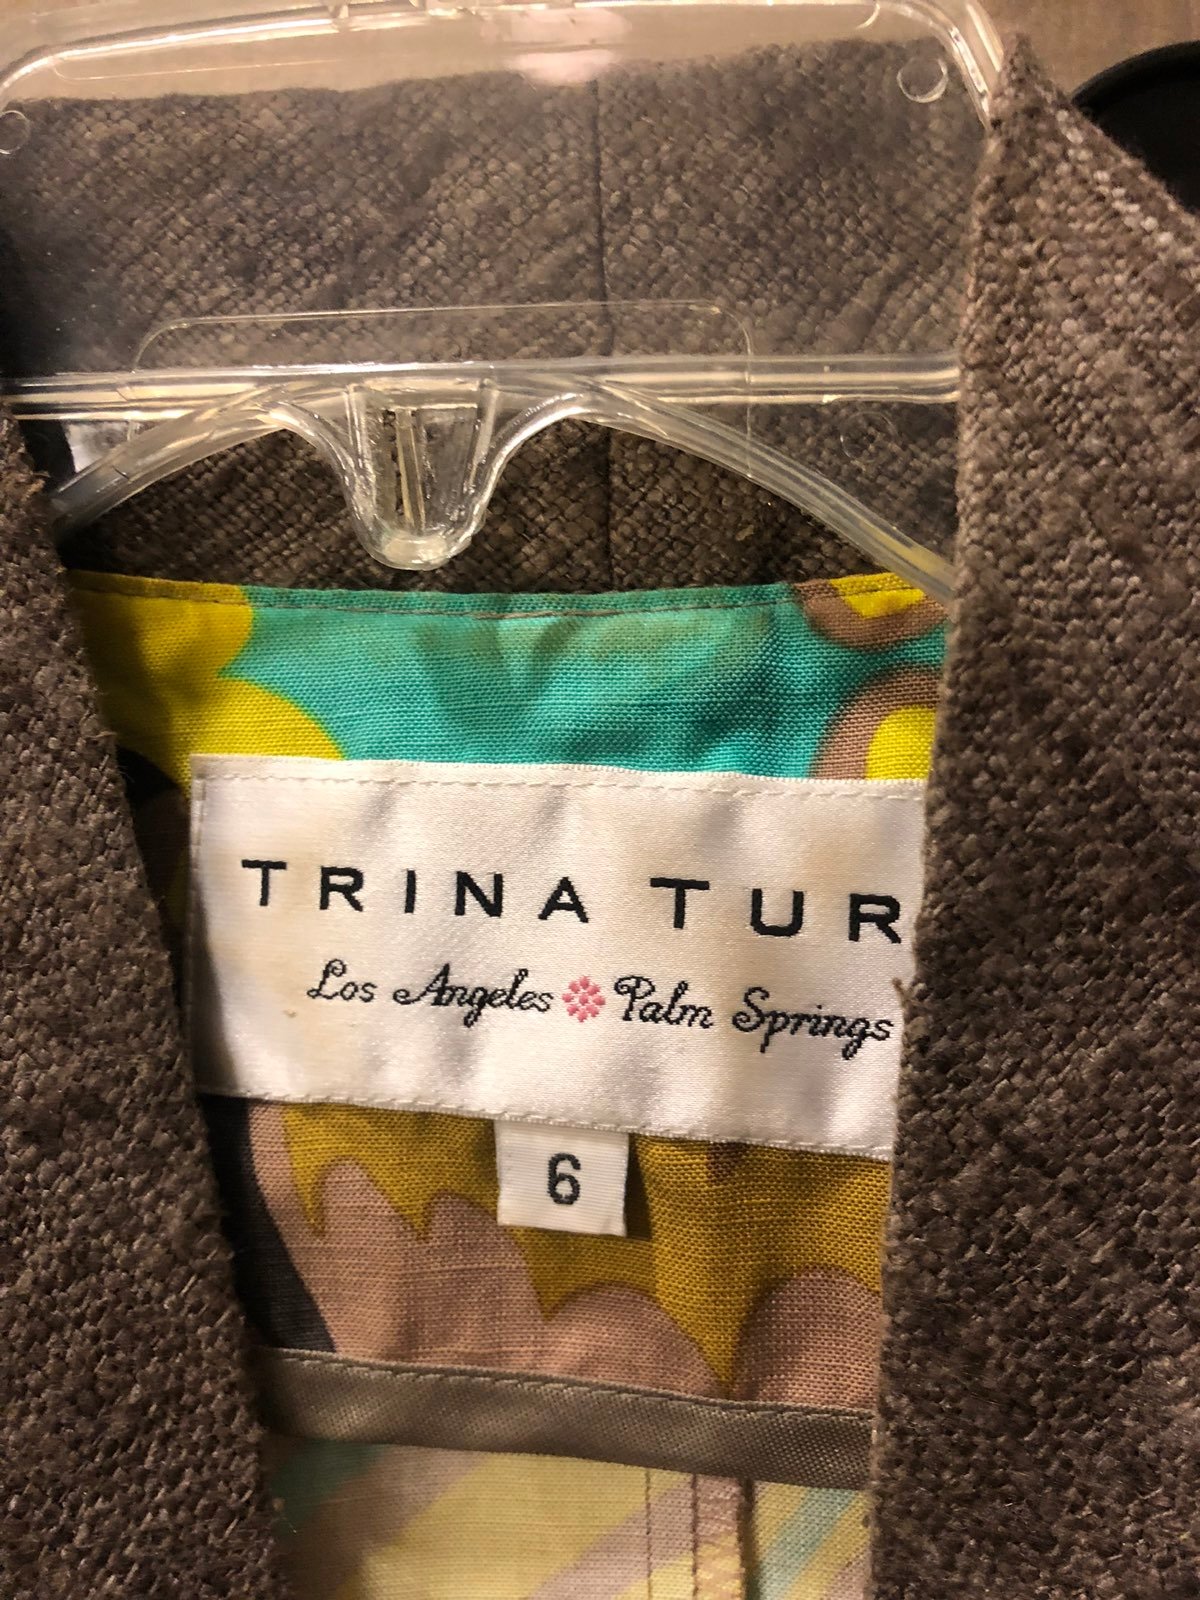 TRINA TUR
Los Angeles Palm Springs
6